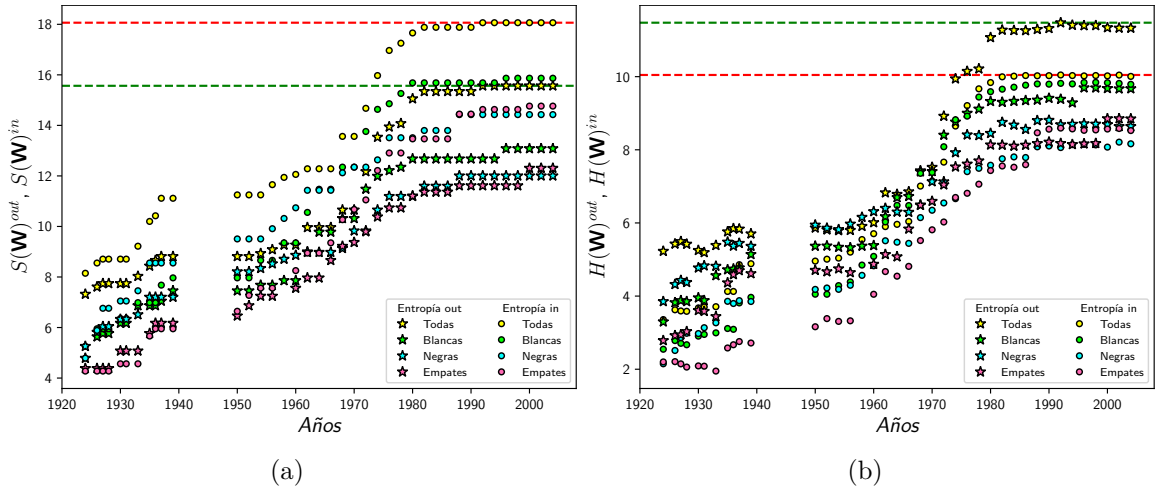 S(W)^out, S(W)^in
18
16
14
12
10
8
6
4
1920 1930 1940 1950 1960 1970 1980 1990 2000
Años
Entropía out Entropía in
Todas Todas
Blancas Blancas
Negras Negras
Empates Empates
(a)
H(W)^out, H(W)^in
10
8
6
4
2
1920 1930 1940 1950 1960 1970 1980 1990 2000
Años
Entropía out Entropía in
Todas Todas
Blancas Blancas
Negras Negras
Empates Empates
(b)